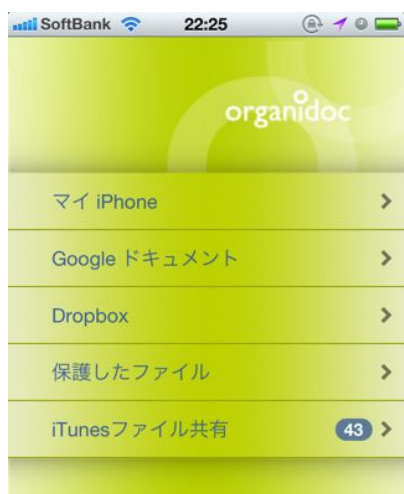 SoftBank 22:25
organidoc
マイ iPhone
Google ドキュメント
Dropbox
保護したファイル
iTunesファイル共有 43